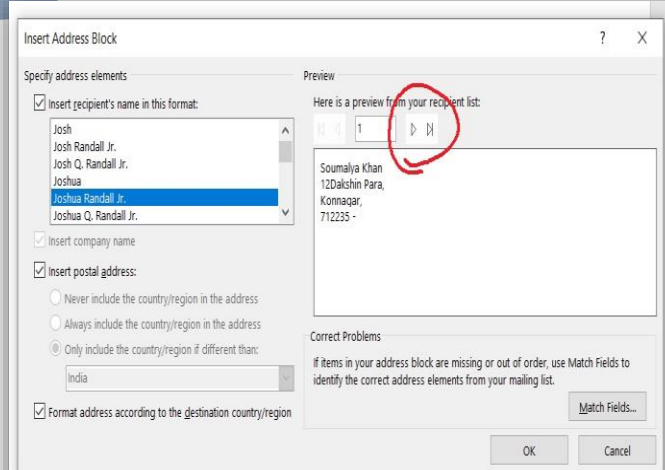 Insert Address Block
? X
Specify address elements
Insert recipient's name in this format:
Josh
Josh Randall Jr.
Josh Q. Randall Jr.
Joshua
Joshua Randall Jr.
Joshua Q. Randall Jr.
Insert company name
Insert postal address:
Never include the country/region in the address
Always include the country/region in the address
Only include the country/region if different than:
India
Format address according to the destination country/region
Preview
Here is a preview from your recipient list:
1
Soumalya Khan
12Dakshin Para,
Konnagar,
712235 -
Correct Problems
If items in your address block are missing or out of order, use Match Fields to
identify the correct address elements from your mailing list.
Match Fields...
OK
Cancel